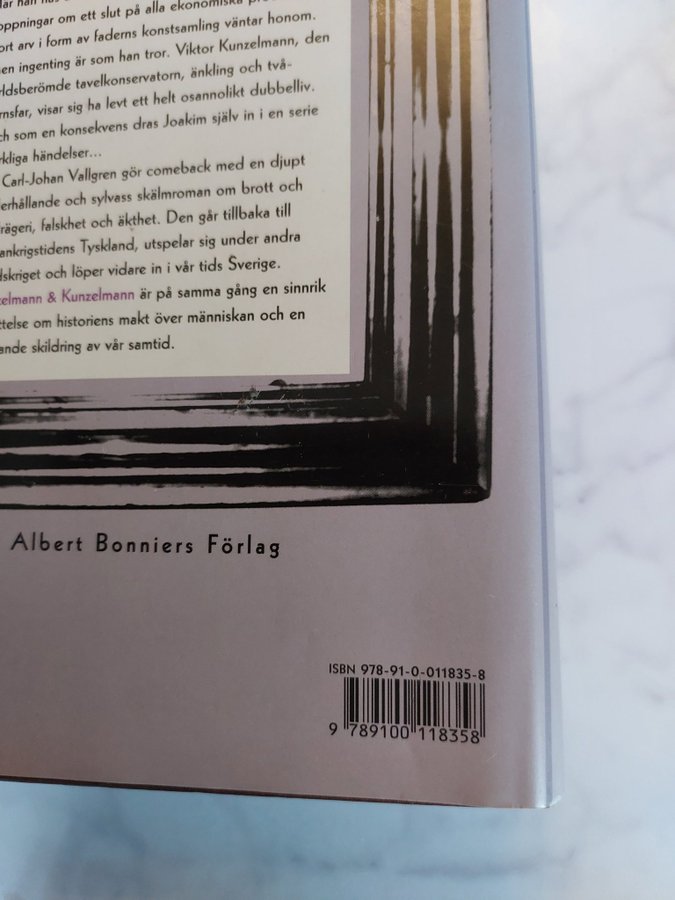 oppningar om ett slut på alla ekonomiska
ort arv i form av faderns konstsamling väntar honom.
en ingenting är som han tror. Viktor Kunzelmann, den
rldsberömde tavelkonservatorn, änkling och två-
rnsfar, visar sig ha levt ett helt osannolikt dubbelliv.
ch som en konsekvens dras Joakim själv in i en serie
rkliga händelser...
Carl-Johan Vallgren gör comeback med en djupt
erhållande och sylvass skälmroman om brott och
rägeri, falskhet och äkthet. Den går tillbaka till
ankrigstidens Tyskland, utspelar sig under andra
dskriget och löper vidare in i vår tids Sverige.
zelmann & Kunzelmann är på samma gång en sinnrik
ttelse om historiens makt över människan och en
ande skildring av vår samtid.
Albert Bonniers Förlag
ISBN 978-91-0-011835-8
9 789100 118358